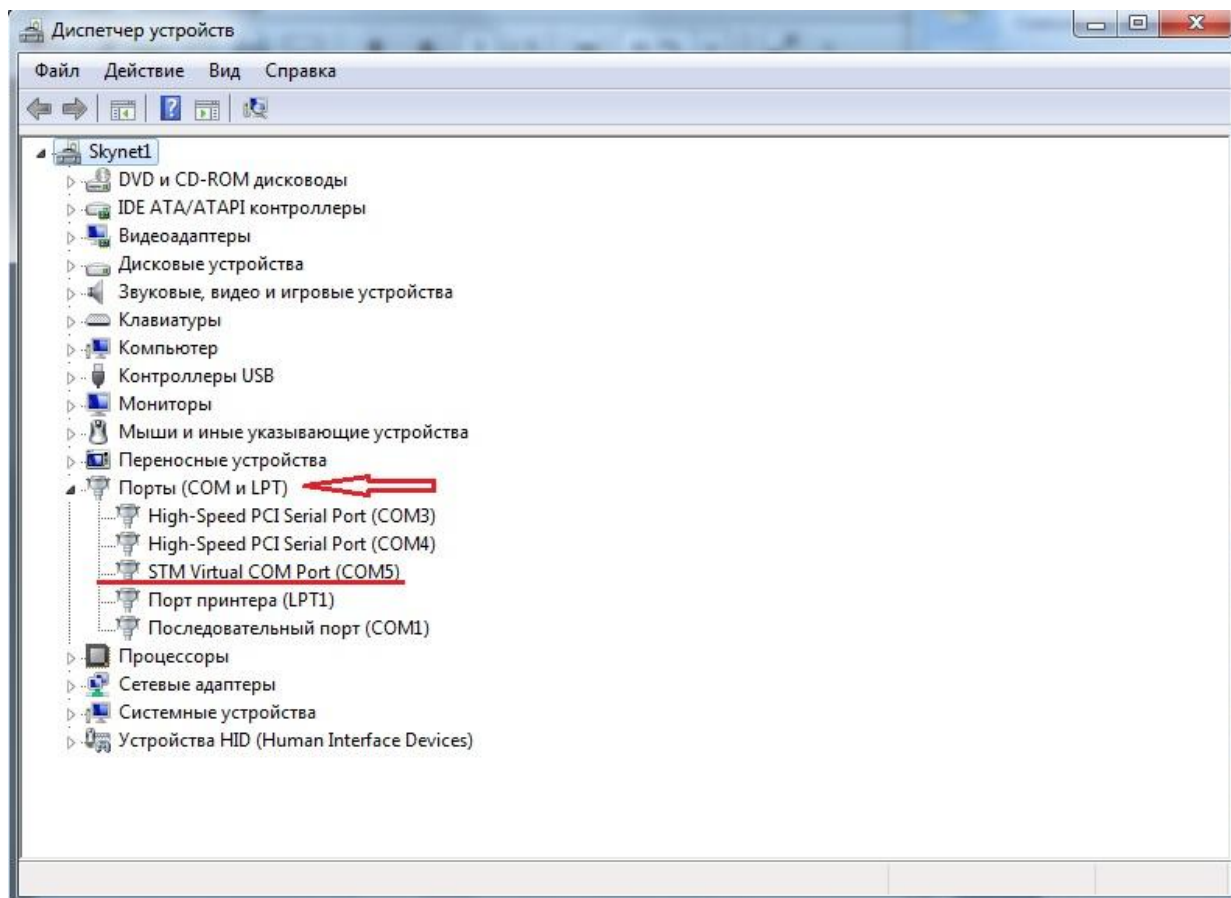 Диспетчер устройств
Файл Действие Вид Справка
Skynet1
DVD и CD-ROM дисководы
IDE ATA/ATAPI контроллеры
Видеоадаптеры
Дисковые устройства
Звуковые, видео и игровые устройства
Клавиатуры
Компьютер
Контроллеры USB
Мониторы
Мыши и иные указывающие устройства
Переносные устройства
Порты (COM и LPT)
High-Speed PCI Serial Port (COM3)
High-Speed PCI Serial Port (COM4)
STM Virtual COM Port (COM5)
Порт принтера (LPT1)
Последовательный порт (COM1)
Процессоры
Сетевые адаптеры
Системные устройства
Устройства HID (Human Interface Devices)